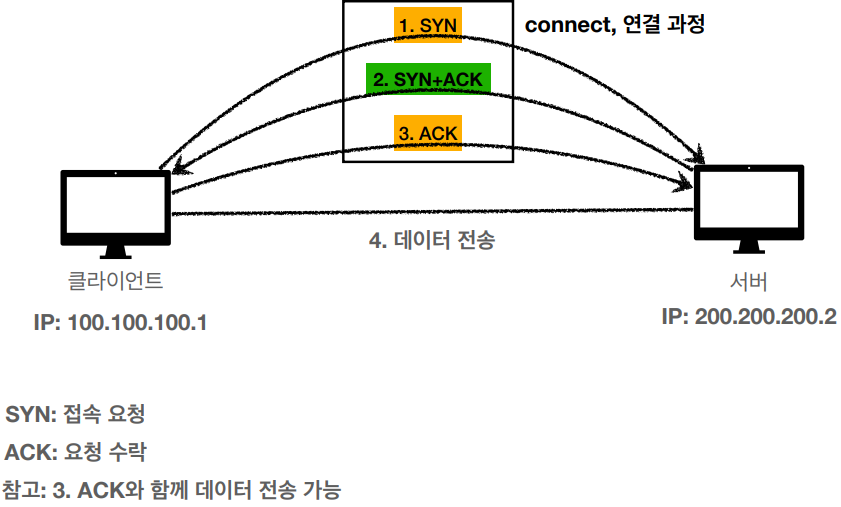 1. SYN
connect, 연결 과정
2. SYN+ACK
3. ACK
4. 데이터 전송
클라이언트
서버
IP: 100.100.100.1
IP: 200.200.200.2
SYN: 접속 요청
ACK: 요청 수락
참고: 3. ACK와 함께 데이터 전송 가능